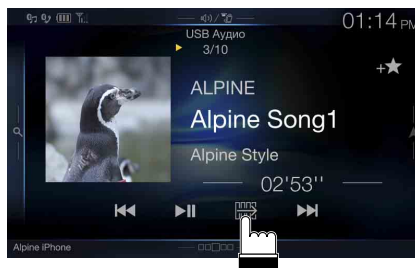 01:14 PM
USB Аудио
3/10
ALPINE
Alpine Song1
Alpine Style
02'53''
Alpine iPhone